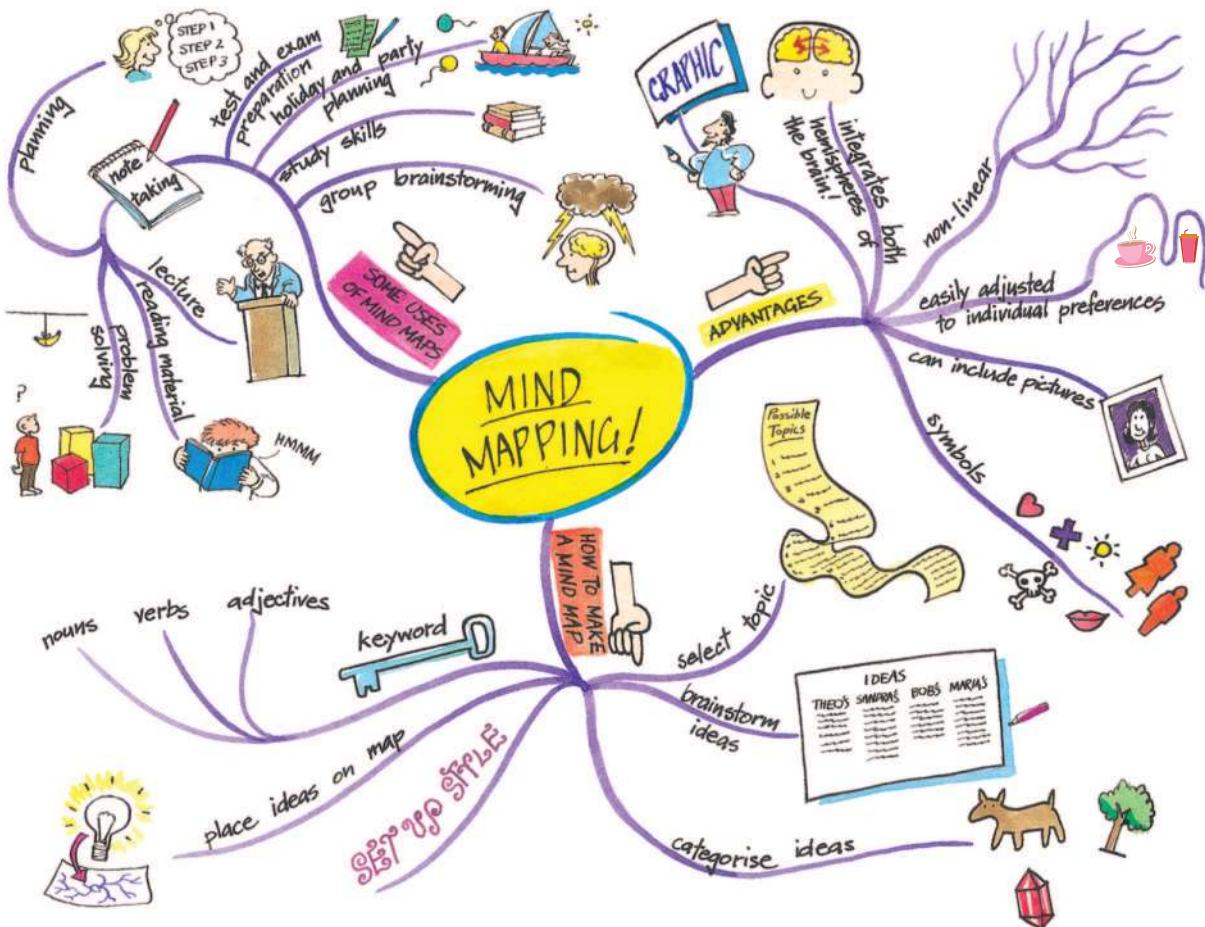 MIND
MAPPING!
SOME USES
OF MIND MAPS
planning
STEP 1
STEP 2
STEP 3
note
taking
test and exam
preparation
holiday and party
planning
study skills
group brainstorming
lecture
reading material
problem
solving
?
HMMM
ADVANTAGES
GRAPHIC
integrates both
hemispheres of
the brain!
non-linear
easily adjusted
to individual preferences
can include pictures
symbols
HOW TO MAKE
A MIND MAP
select topic
Possible
Topics
brainstorm
ideas
IDEAS
THEO'S SANDRA'S BOB'S MARIA'S
categorise ideas
SET UP STYLE
place ideas on map
keyword
nouns
verbs
adjectives